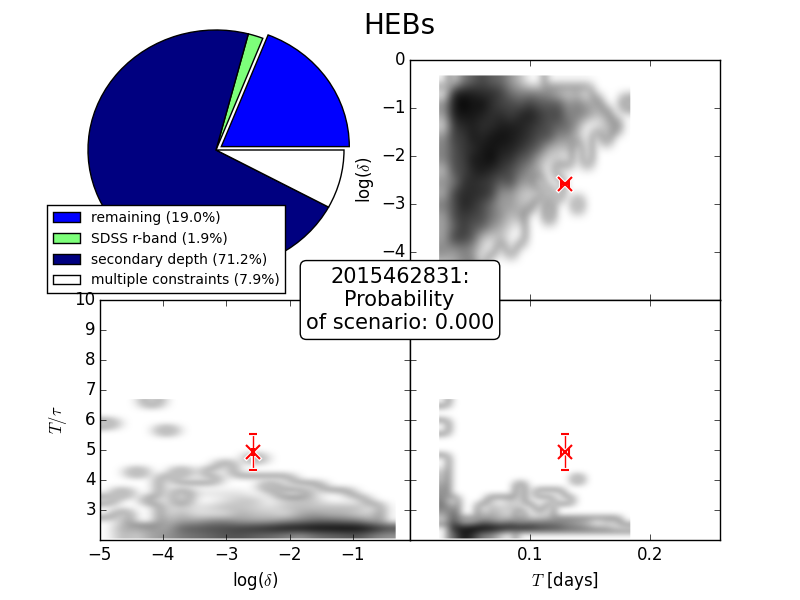 HEBs
remaining (19.0%)
SDSS r-band (1.9%)
secondary depth (71.2%)
multiple constraints (7.9%)
log(δ)
0
−1
−2
−3
−4
2015462831:
Probability
of scenario: 0.000
T/τ
10
9
8
7
6
5
4
3
−5 −4 −3 −2 −1
log(δ)
0.1 0.2
T [days]